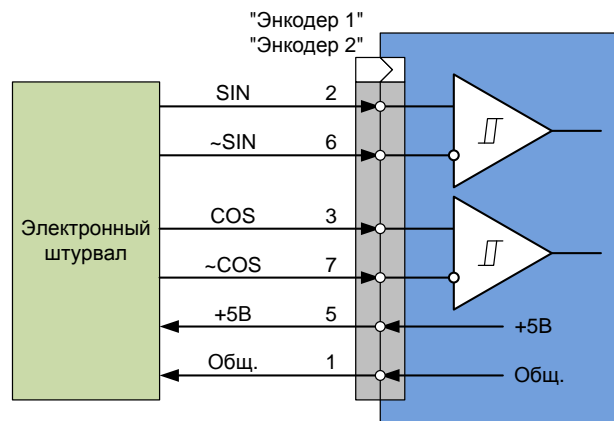 "Энкодер 1"
"Энкодер 2"
SIN 2
~SIN 6
COS 3
Электронный
штурвал
~COS 7
+5В 5 +5В
Общ. 1 Общ.